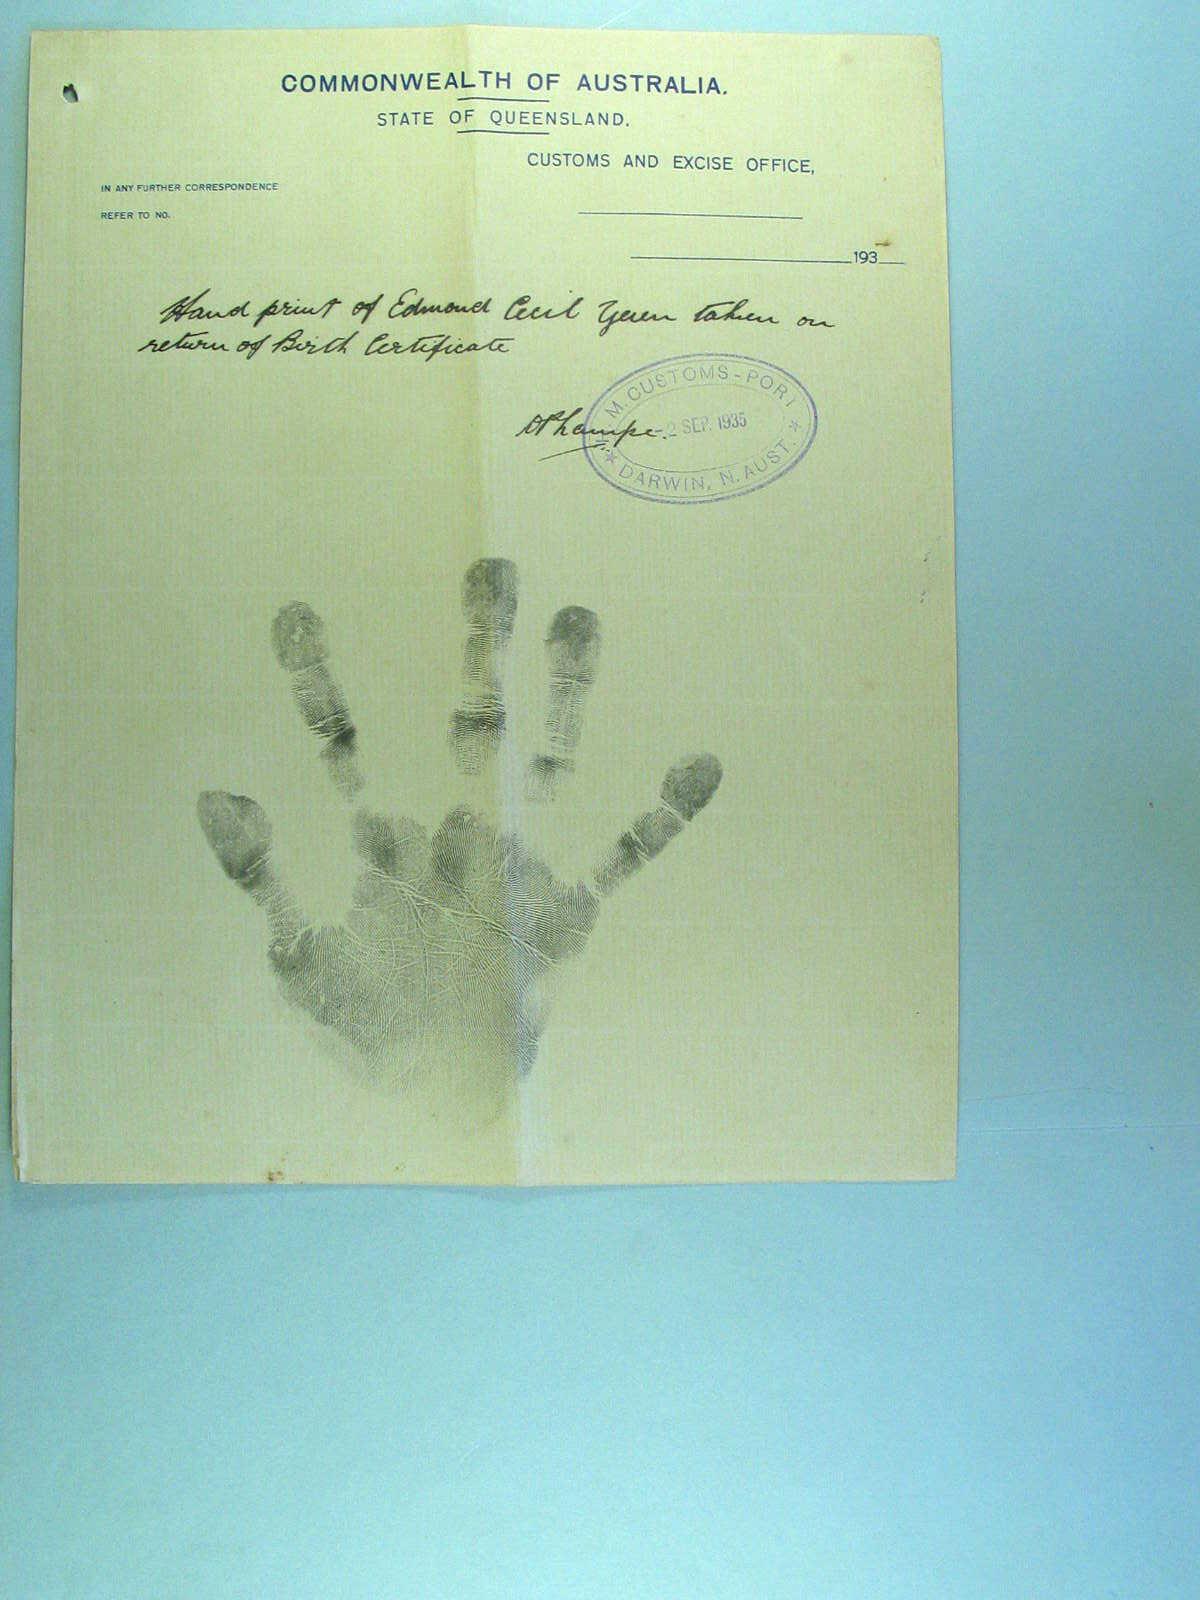 COMMONWEALTH OF AUSTRALIA.
STATE OF QUEENSLAND.
CUSTOMS AND EXCISE OFFICE,
IN ANY FURTHER CORRESPONDENCE
REFER TO NO.
193
Hand print of Edmond Cecil Yuen taken on
return of Birth Certificate
H. M. CUSTOMS - PORT
-2 SEP. 1935
DARWIN, N. AUST.